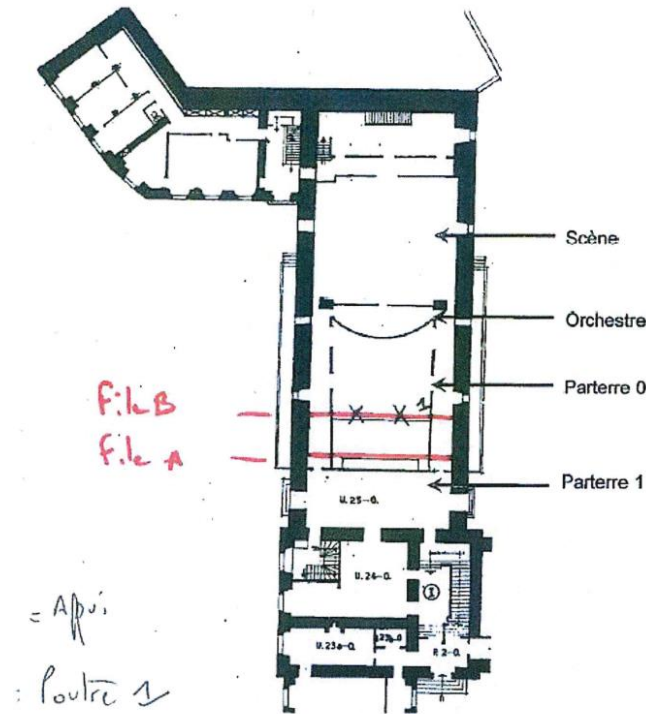 Scène
Orchestre
File B
Parterre 0
1
File A
Parterre 1
U.25-0.
U.24-0.
I
= Appui
U.23a-0.
P.2-0.
: Poutre 1